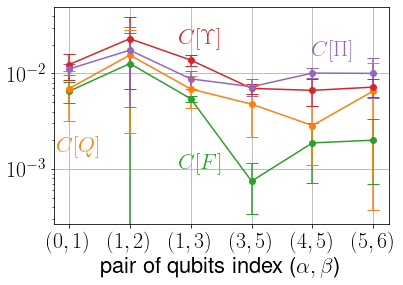 C[Υ]
C[Π]
10⁻²
C[Q]
C[F]
10⁻³
(0, 1) (1, 2) (1, 3) (3, 5) (4, 5) (5, 6)
pair of qubits index (α, β)